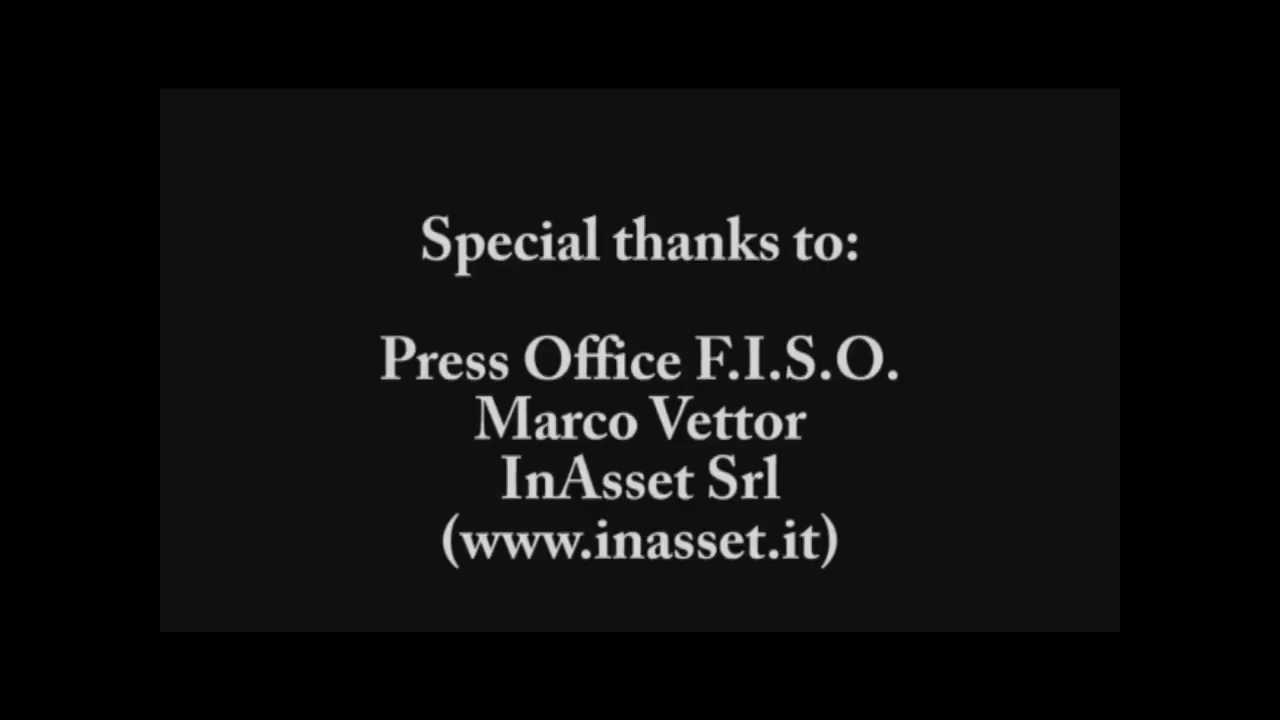 Special thanks to:
Press Office F.I.S.O.
Marco Vettor
InAsset Srl
(www.inasset.it)